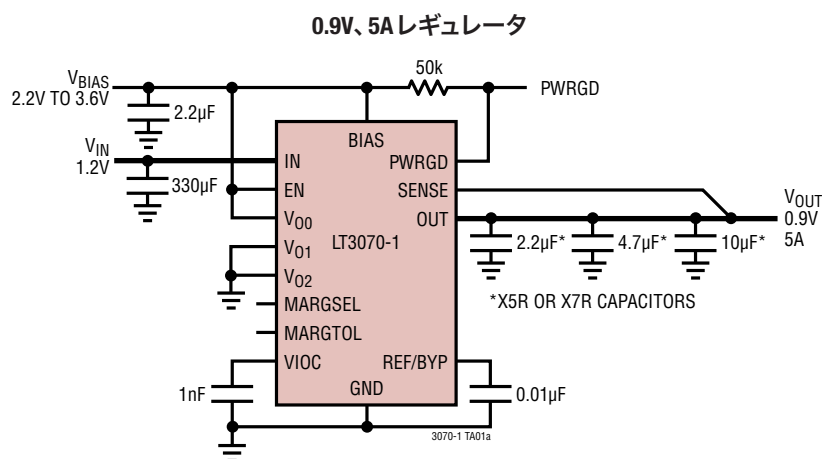 0.9V、5Aレギュレータ
50k
VBIAS
2.2V TO 3.6V
PWRGD
2.2µF
BIAS
VIN
1.2V
IN
PWRGD
330µF
EN
SENSE
VO0
OUT
VOUT
0.9V
5A
VO1
LT3070-1
2.2µF*
4.7µF*
10µF*
VO2
MARGSEL
*X5R OR X7R CAPACITORS
MARGTOL
VIOC
REF/BYP
1nF
GND
0.01µF
3070-1 TA01a